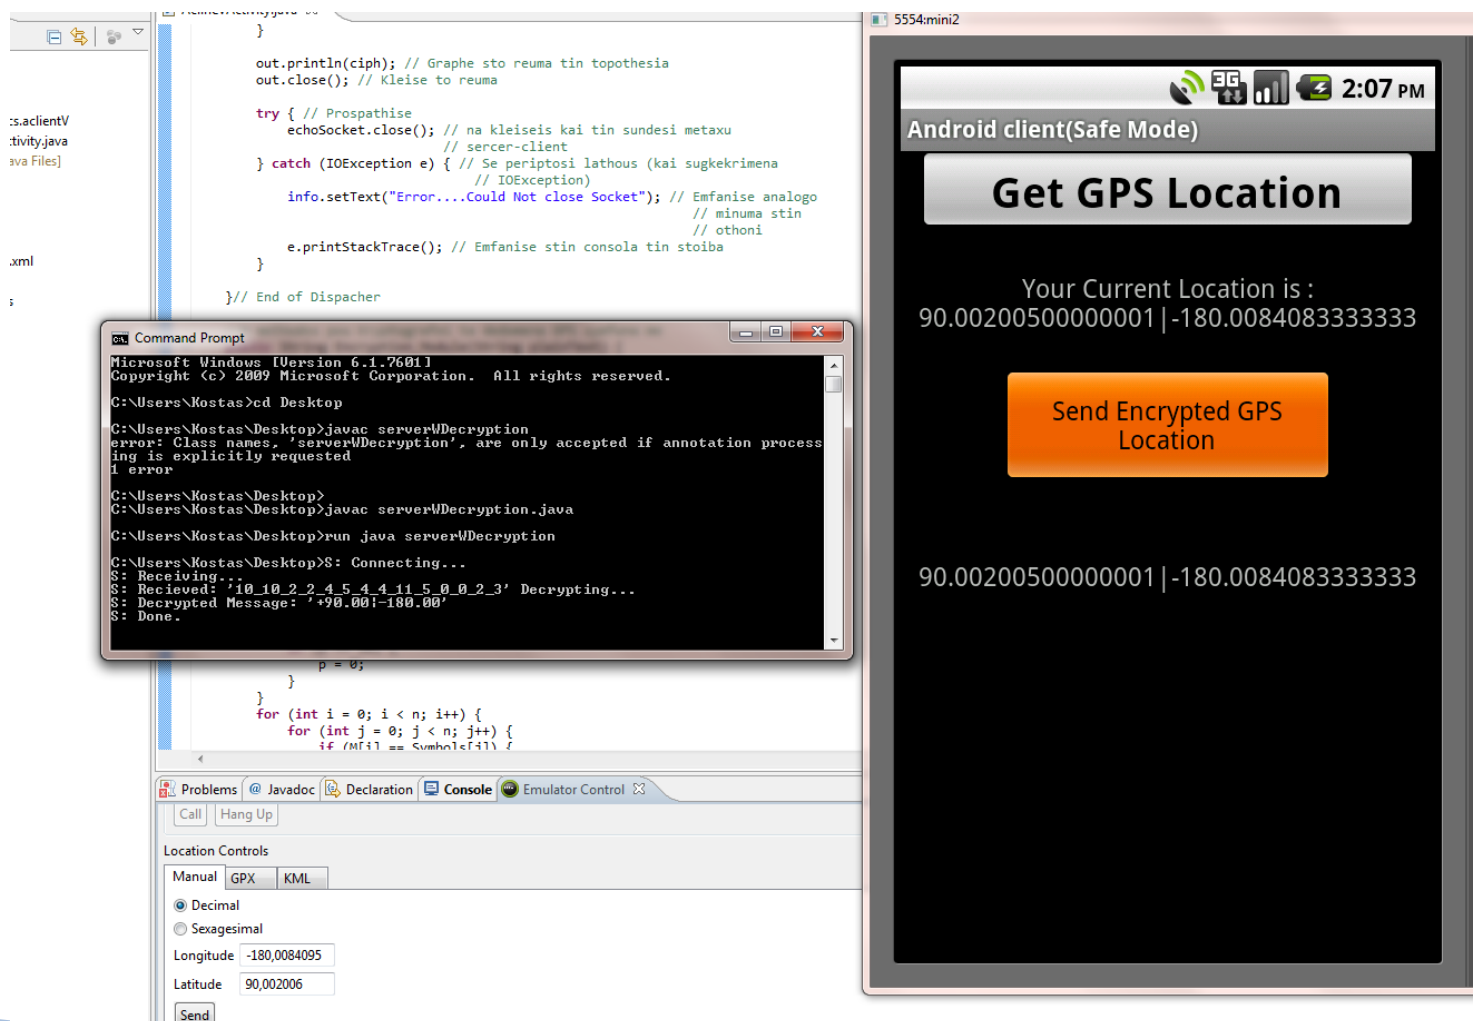 }
out.println(ciph); // Graphe sto reuma tin topothesia
out.close(); // Kleise to reuma
try { // Prospathise
echoSocket.close(); // na kleiseis kai tin sundesi metaxu
// sercer-client
} catch (IOException e) { // Se periptosi lathous (kai sugkekrimena
// IOException)
info.setText("Error....Could Not close Socket"); // Emfanise analogo
// minuma stin
// othoni
e.printStackTrace(); // Emfanise stin consola tin stoiba
}
}// End of Dispacher
cs.aclientV
ctivity.java
ava Files]
.xml
s
Command Prompt
Microsoft Windows [Version 6.1.7601]
Copyright (c) 2009 Microsoft Corporation.  All rights reserved.
C:\Users\Kostas>cd Desktop
C:\Users\Kostas\Desktop>javac serverWDecryption
error: Class names, 'serverWDecryption', are only accepted if annotation process
ing is explicitly requested
1 error
C:\Users\Kostas\Desktop>
C:\Users\Kostas\Desktop>javac serverWDecryption.java
C:\Users\Kostas\Desktop>run java serverWDecryption
C:\Users\Kostas\Desktop>S: Connecting...
S: Receiving...
S: Recieved: '10_10_2_2_4_5_4_4_11_5_0_0_2_3' Decrypting...
S: Decrypted Message: '+90.00|-180.00'
S: Done.
p = 0;
}
}
for (int i = 0; i < n; i++) {
for (int j = 0; j < n; j++) {
if (M[i] == Symbols[j]) {
Problems @ Javadoc Declaration Console Emulator Control
Call Hang Up
Location Controls
Manual GPX KML
Decimal
Sexagesimal
Longitude -180,0084095
Latitude 90,002006
Send
5554:mini2
3G 2:07 PM
Android client(Safe Mode)
Get GPS Location
Your Current Location is :
90.00200500000001|-180.0084083333333
Send Encrypted GPS
Location
90.00200500000001|-180.0084083333333